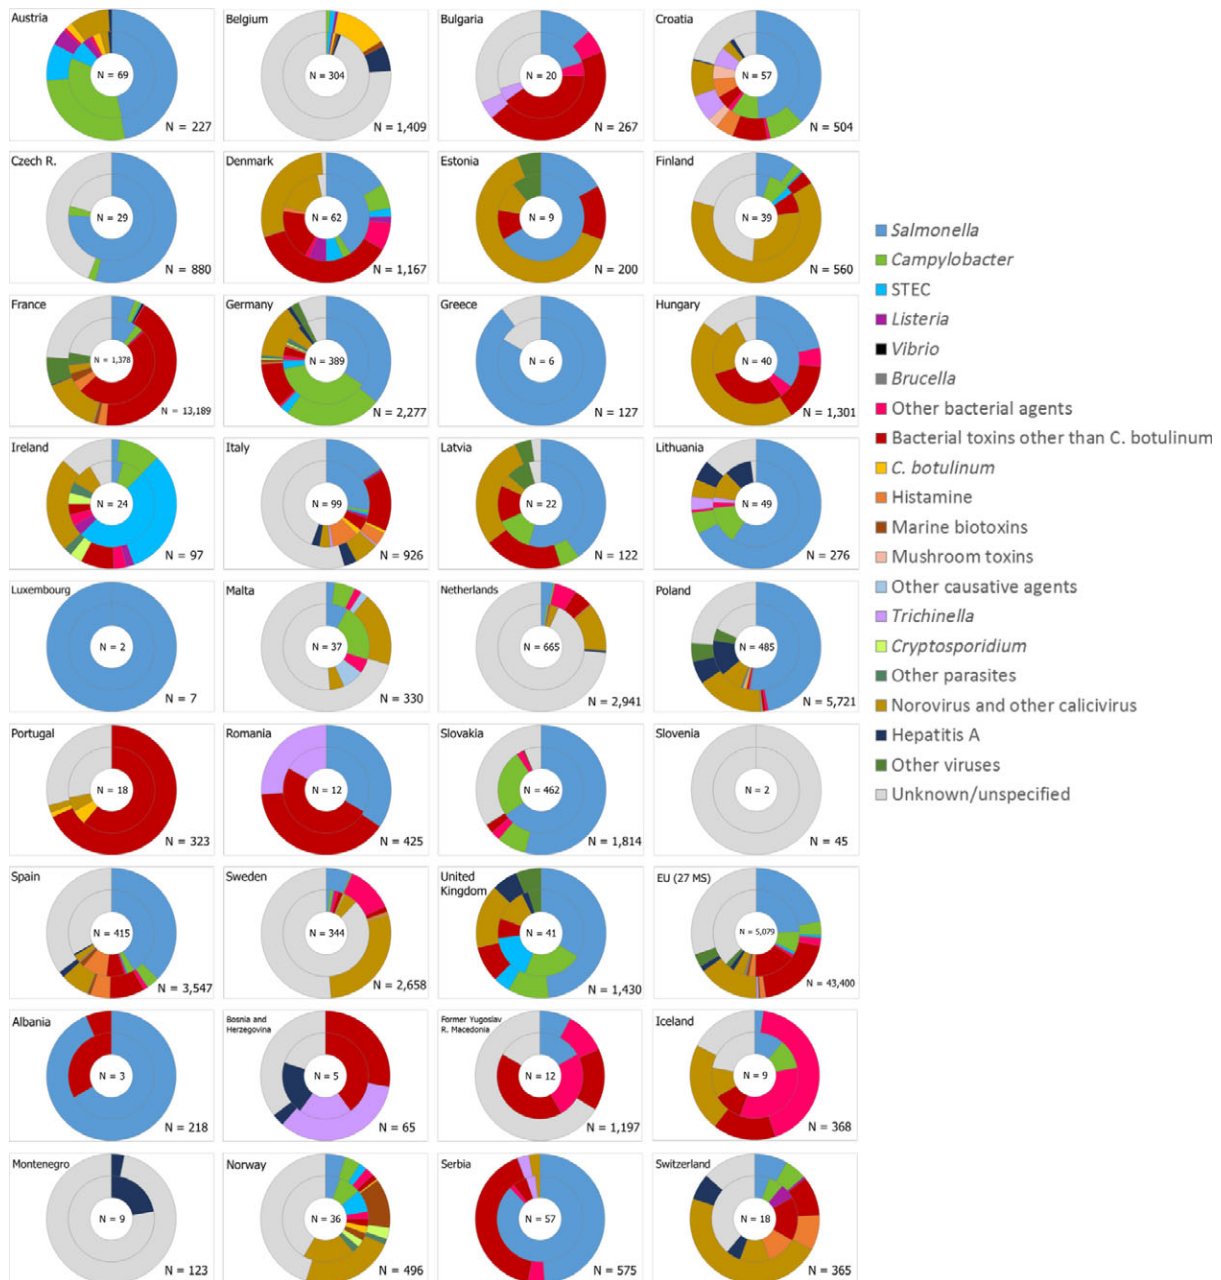 Austria
N = 69
N = 227
Belgium
N = 304
N = 1,409
Bulgaria
N = 20
N = 267
Croatia
N = 57
N = 504
Czech R.
N = 29
N = 880
Denmark
N = 62
N = 1,167
Estonia
N = 9
N = 200
Finland
N = 39
N = 560
France
N = 1,378
N = 13,189
Germany
N = 389
N = 2,277
Greece
N = 6
N = 127
Hungary
N = 40
N = 1,301
Ireland
N = 24
N = 97
Italy
N = 99
N = 926
Latvia
N = 22
N = 122
Lithuania
N = 49
N = 276
Luxembourg
N = 2
N = 7
Malta
N = 37
N = 330
Netherlands
N = 665
N = 2,941
Poland
N = 485
N = 5,721
Portugal
N = 18
N = 323
Romania
N = 12
N = 425
Slovakia
N = 462
N = 1,814
Slovenia
N = 2
N = 45
Spain
N = 415
N = 3,547
Sweden
N = 344
N = 2,658
United
Kingdom
N = 41
N = 1,430
EU (27 MS)
N = 5,079
N = 43,400
Albania
N = 3
N = 218
Bosnia and
Herzegovina
N = 5
N = 65
Former Yugoslav
R. Macedonia
N = 12
N = 1,197
Iceland
N = 9
N = 368
Montenegro
N = 9
N = 123
Norway
N = 36
N = 496
Serbia
N = 57
N = 575
Switzerland
N = 18
N = 365
Salmonella
Campylobacter
STEC
Listeria
Vibrio
Brucella
Other bacterial agents
Bacterial toxins other than C. botulinum
C. botulinum
Histamine
Marine biotoxins
Mushroom toxins
Other causative agents
Trichinella
Cryptosporidium
Other parasites
Norovirus and other calicivirus
Hepatitis A
Other viruses
Unknown/unspecified